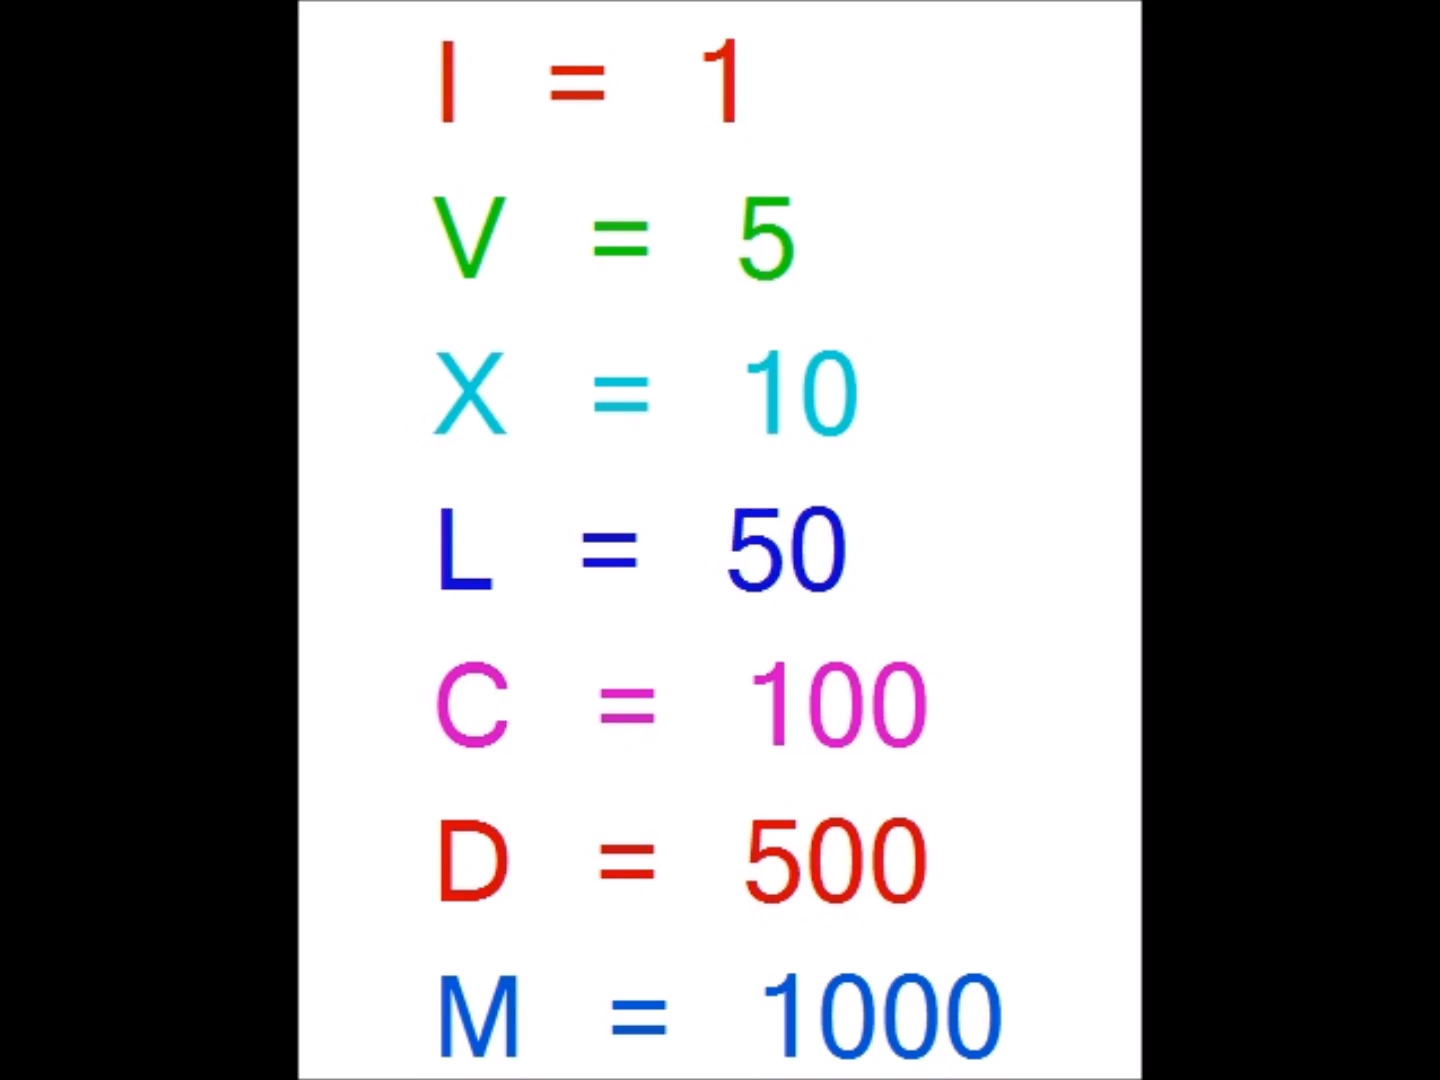 I = 1
V = 5
X = 10
L = 50
C = 100
D = 500
M = 1000